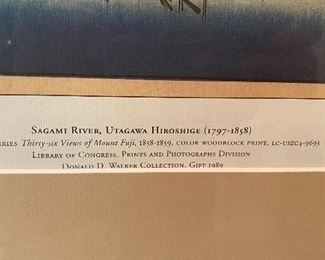 SAGAMI RIVER, UTAGAWA HIROSHIGE (1797-1858)
RIES Thirty-six Views of Mount Fuji, 1858-1859, COLOR WOODBLOCK PRINT, LC-USZC4-9693
LIBRARY OF CONGRESS, PRINTS AND PHOTOGRAPHS DIVISION
DONALD D. WALKER COLLECTION, GIFT 1989